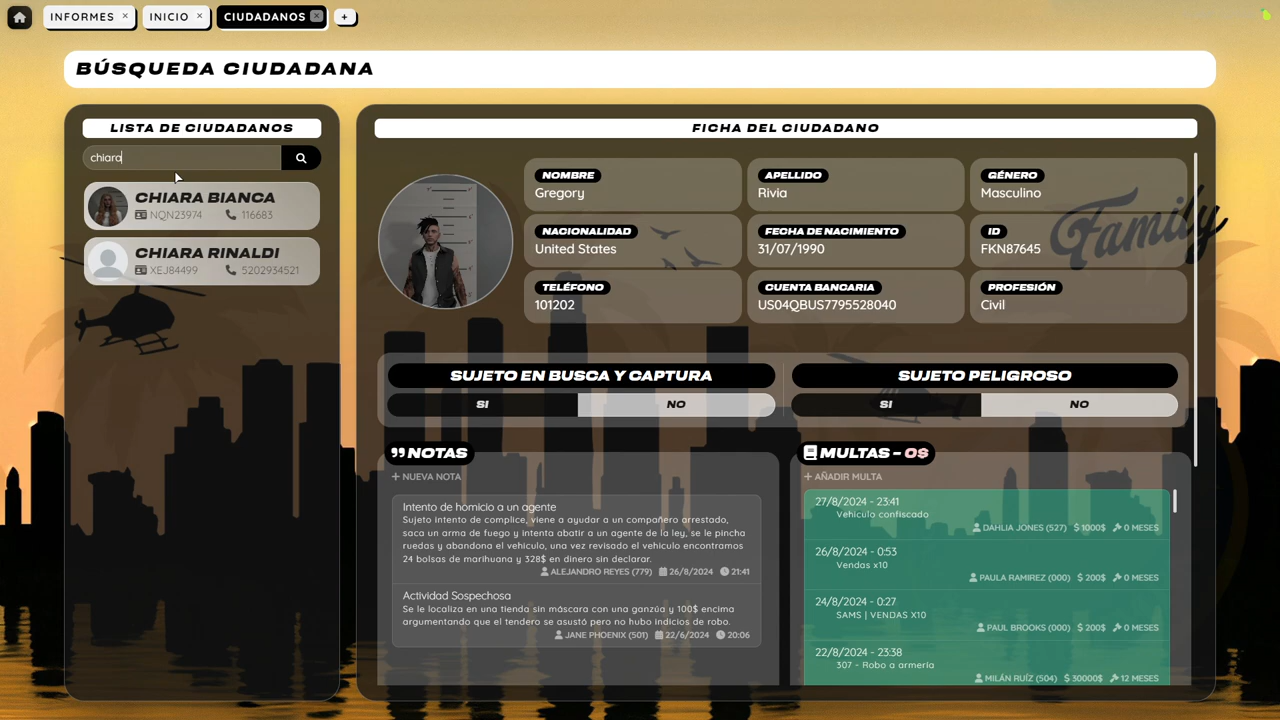 INFORMES
INICIO
CIUDADANOS
+
BÚSQUEDA CIUDADANA
LISTA DE CIUDADANOS
chiara
CHIARA BIANCA
NQN23974 116683
CHIARA RINALDI
XEJ84499 5202934521
FICHA DEL CIUDADANO
NOMBRE
Gregory
APELLIDO
Rivia
GÉNERO
Masculino
NACIONALIDAD
United States
FECHA DE NACIMIENTO
31/07/1990
ID
FKN87645
TELÉFONO
101202
CUENTA BANCARIA
US04QBUS7795528040
PROFESIÓN
Civil
Family
SUJETO EN BUSCA Y CAPTURA
SI NO
SUJETO PELIGROSO
SI NO
NOTAS
+ NUEVA NOTA
Intento de homicio a un agente
Sujeto intento de complice, viene a ayudar a un compañero arrestado,
saca un arma de fuego y intenta abatir a un agente de la ley, se le pincha
ruedas y abandona el vehiculo, una vez revisado el vehiculo encontramos
24 bolsas de marihuana y 328$ en dinero sin declarar.
ALEJANDRO REYES (779) 26/8/2024 21:41
Actividad Sospechosa
Se le localiza en una tienda sin máscara con una ganzúa y 100$ encima
argumentando que el tendero se asustó pero no hubo indicios de robo.
JANE PHOENIX (501) 22/6/2024 20:06
MULTAS - 0$
+ AÑADIR MULTA
27/8/2024 - 23:41
Vehiculo confiscado
DAHLIA JONES (527) $ 1000$ 0 MESES
26/8/2024 - 0:53
Vendas x10
PAULA RAMIREZ (000) $ 200$ 0 MESES
24/8/2024 - 0:27
SAMS | VENDAS X10
PAUL BROOKS (000) $ 200$ 0 MESES
22/8/2024 - 23:38
307 - Robo a armería
MILÁN RUÍZ (504) $ 30000$ 12 MESES